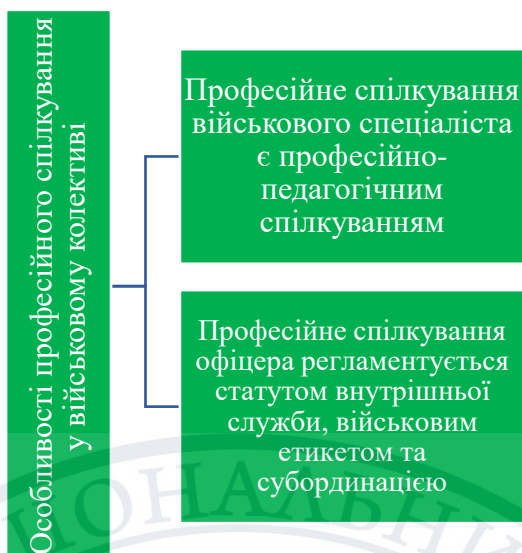 Особливості професійного спілкування
у військовому колективі
Професійне спілкування
військового спеціаліста
є професійно-
педагогічним
спілкуванням
Професійне спілкування
офіцера регламентується
статутом внутрішньої
служби, військовим
етикетом та
субординацією